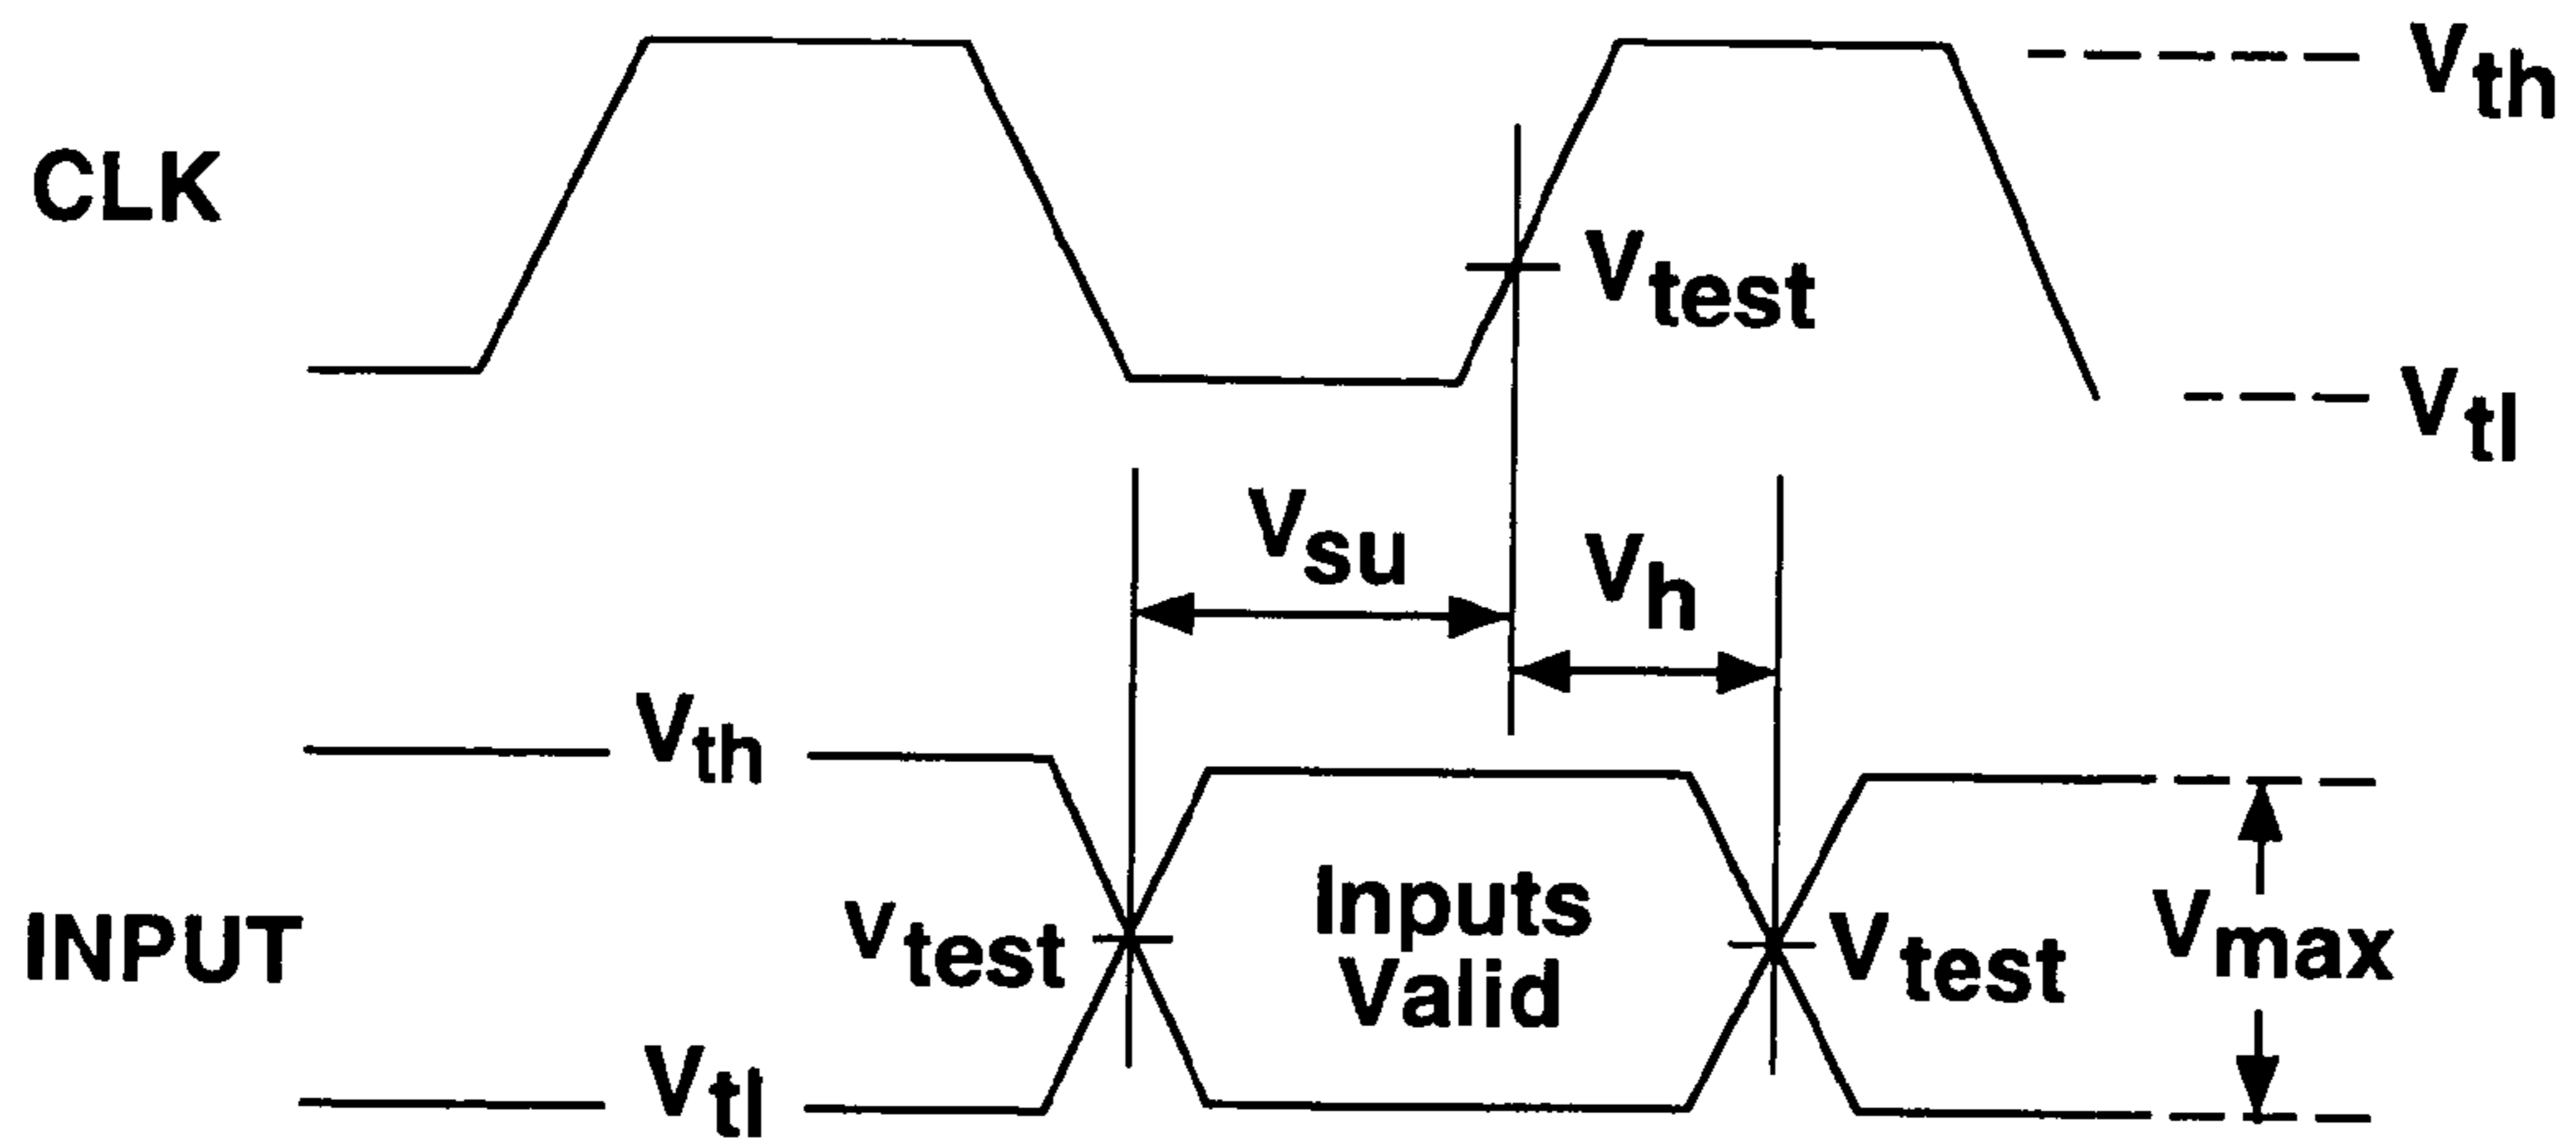 Vth
CLK
Vtest
Vtl
Vsu
Vh
Vth
INPUT
Vtest
Inputs
Valid
Vtest
Vmax
Vtl